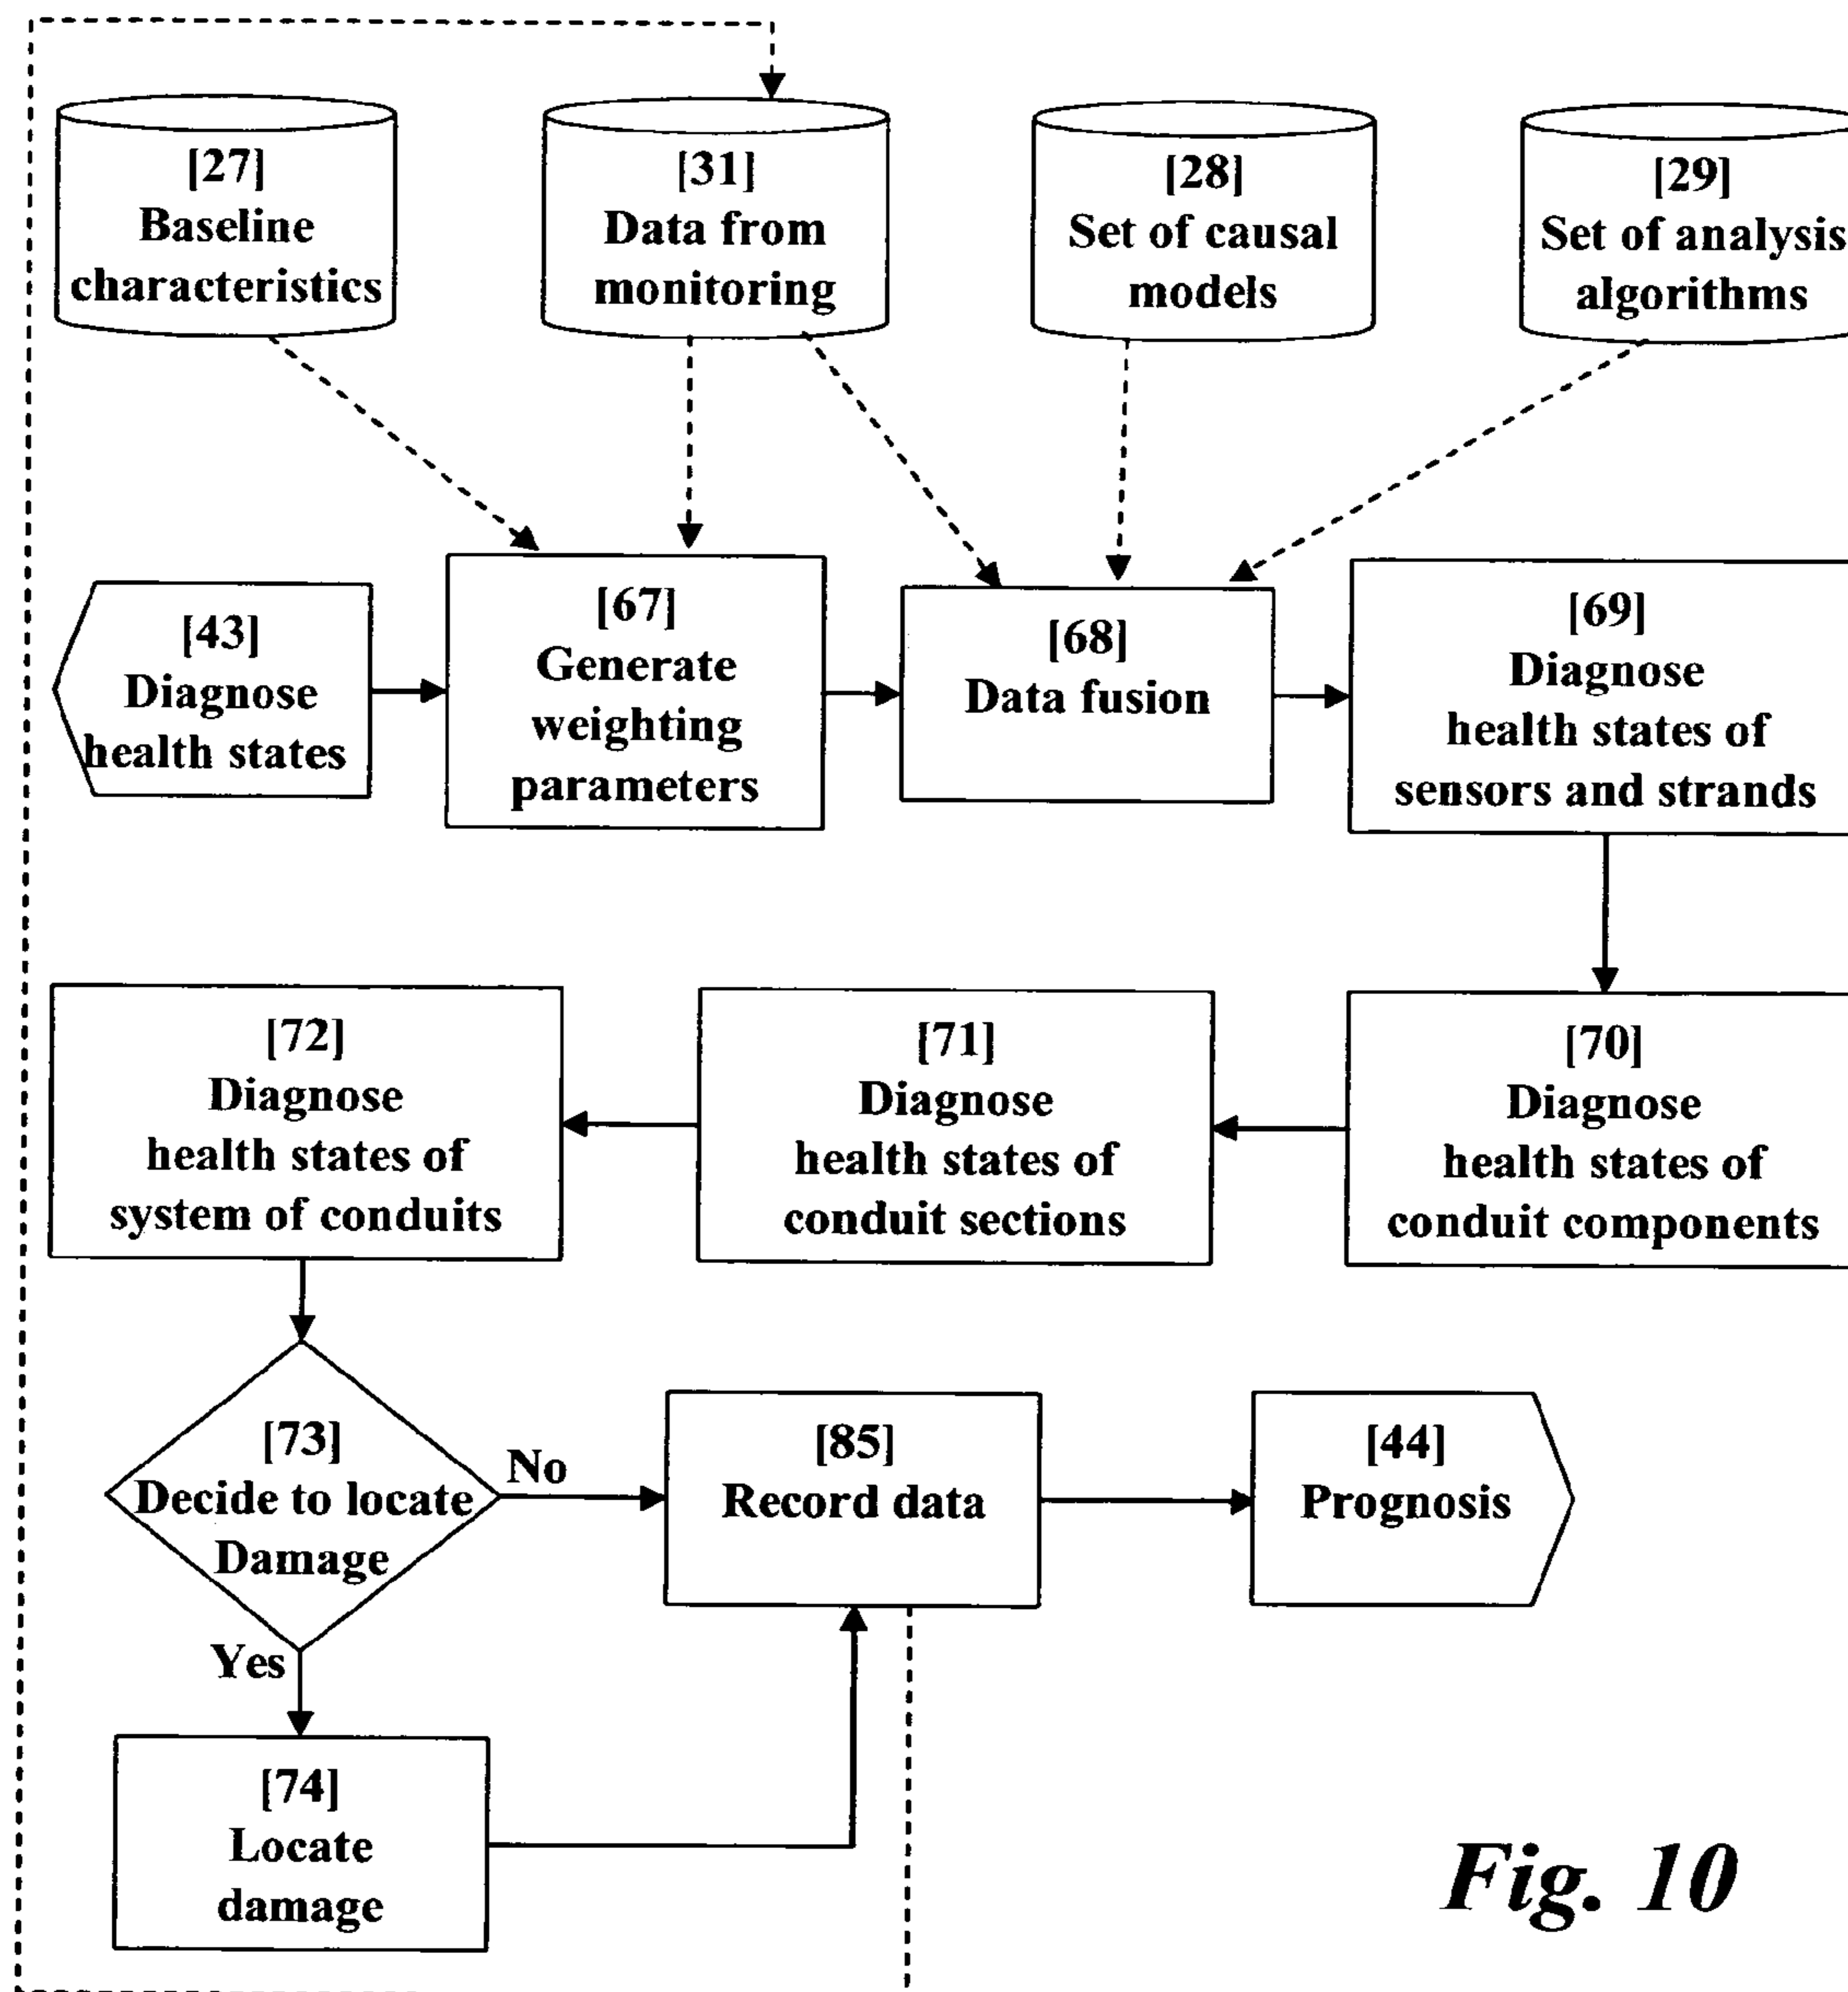 [27]
Baseline
characteristics
[31]
Data from
monitoring
[28]
Set of causal
models
[29]
Set of analysis
algorithms
[43]
Diagnose
health states
[67]
Generate
weighting
parameters
[68]
Data fusion
[69]
Diagnose
health states of
sensors and strands
[72]
Diagnose
health states of
system of conduits
[71]
Diagnose
health states of
conduit sections
[70]
Diagnose
health states of
conduit components
[73]
Decide to locate
Damage
No
Yes
[85]
Record data
[44]
Prognosis
[74]
Locate
damage
Fig. 10